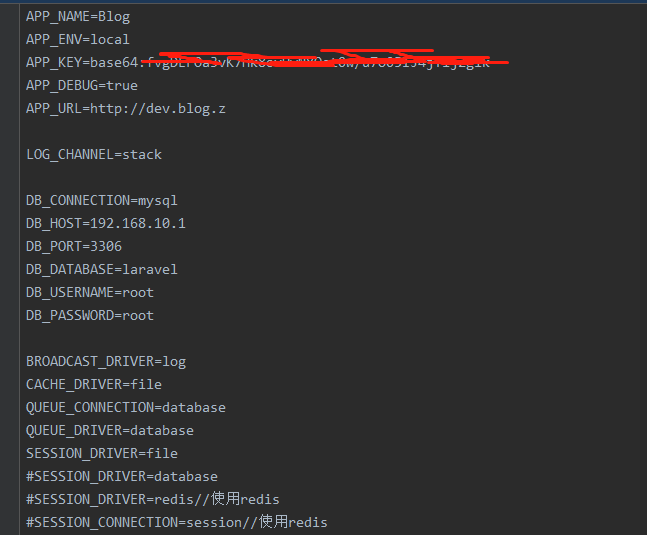 APP_NAME=Blog
APP_ENV=local
APP_KEY=base64:
APP_DEBUG=true
APP_URL=http://dev.blog.z
LOG_CHANNEL=stack
DB_CONNECTION=mysql
DB_HOST=192.168.10.1
DB_PORT=3306
DB_DATABASE=laravel
DB_USERNAME=root
DB_PASSWORD=root
BROADCAST_DRIVER=log
CACHE_DRIVER=file
QUEUE_CONNECTION=database
QUEUE_DRIVER=database
SESSION_DRIVER=file
#SESSION_DRIVER=database
#SESSION_DRIVER=redis//使用redis
#SESSION_CONNECTION=session//使用redis